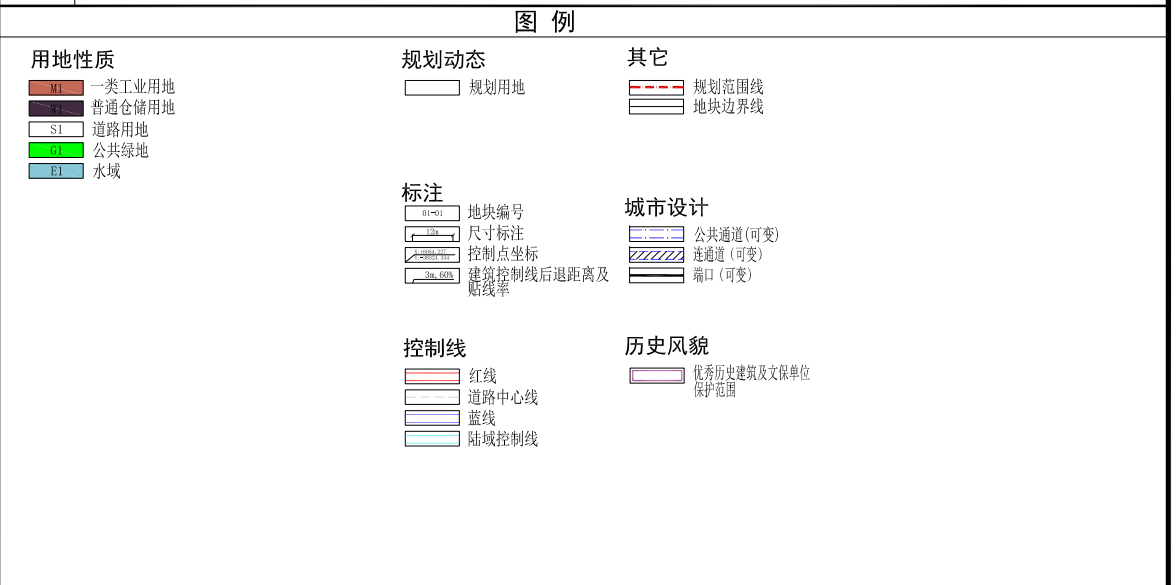 图 例
用地性质
M1 一类工业用地
普通仓储用地
S1 道路用地
G1 公共绿地
E1 水域
规划动态
规划用地
其它
规划范围线
地块边界线
标注
01-01 地块编号
12m 尺寸标注
控制点坐标
3m,60% 建筑控制线后退距离及
贴线率
城市设计
公共通道(可变)
连通道（可变）
端口（可变）
控制线
红线
道路中心线
蓝线
陆域控制线
历史风貌
优秀历史建筑及文保单位
保护范围